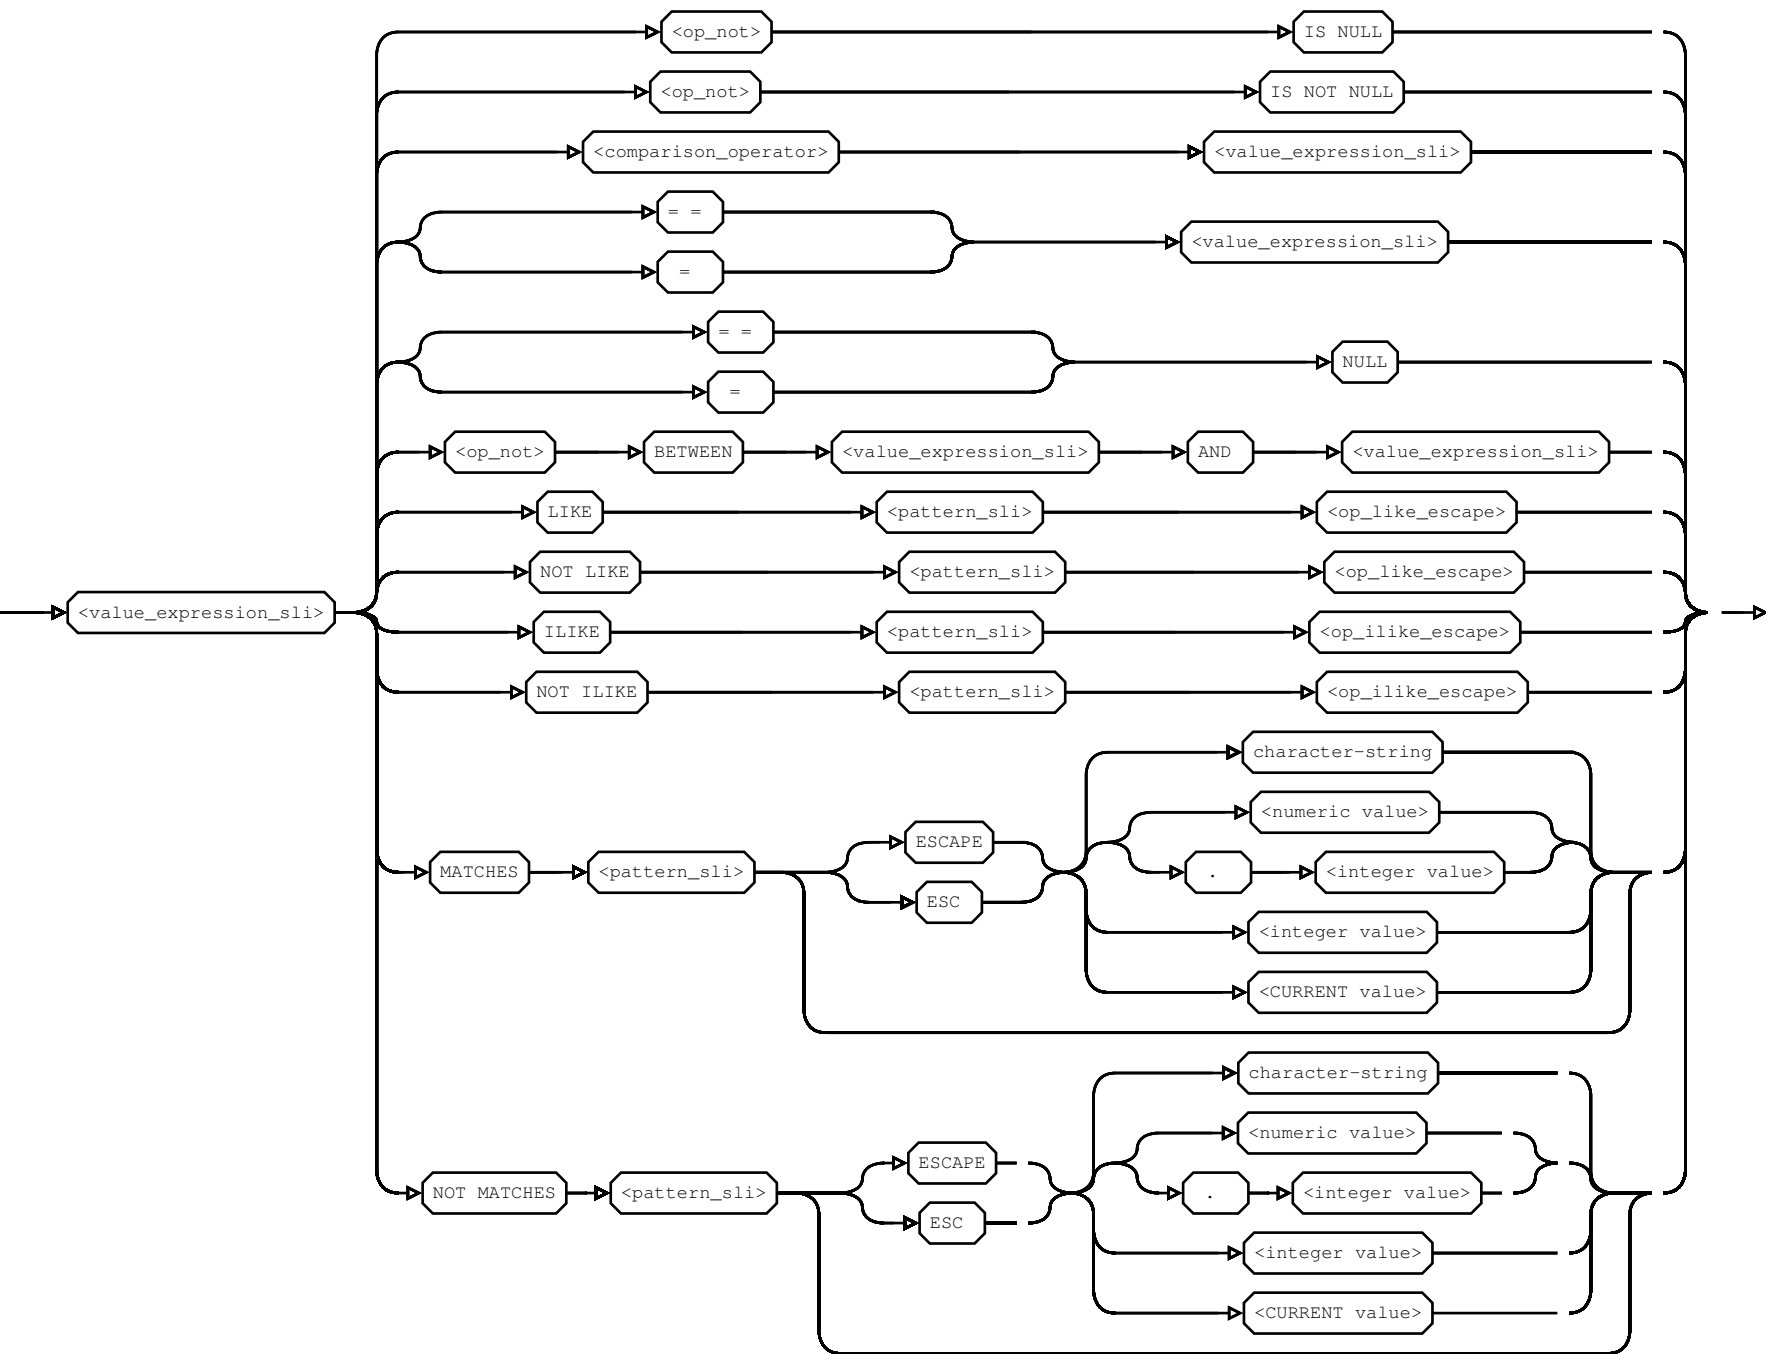 <op_not> IS NULL
<op_not> IS NOT NULL
<comparison_operator> <value_expression_sli>
= =
<value_expression_sli>
=
= =
NULL
=
<op_not> BETWEEN <value_expression_sli> AND <value_expression_sli>
LIKE <pattern_sli> <op_like_escape>
NOT LIKE <pattern_sli> <op_like_escape>
<value_expression_sli>
ILIKE <pattern_sli> <op_ilike_escape>
NOT ILIKE <pattern_sli> <op_ilike_escape>
character-string
<numeric value>
ESCAPE
MATCHES <pattern_sli> . <integer value>
ESC
<integer value>
<CURRENT value>
character-string
<numeric value>
ESCAPE
NOT MATCHES <pattern_sli> . <integer value>
ESC
<integer value>
<CURRENT value>